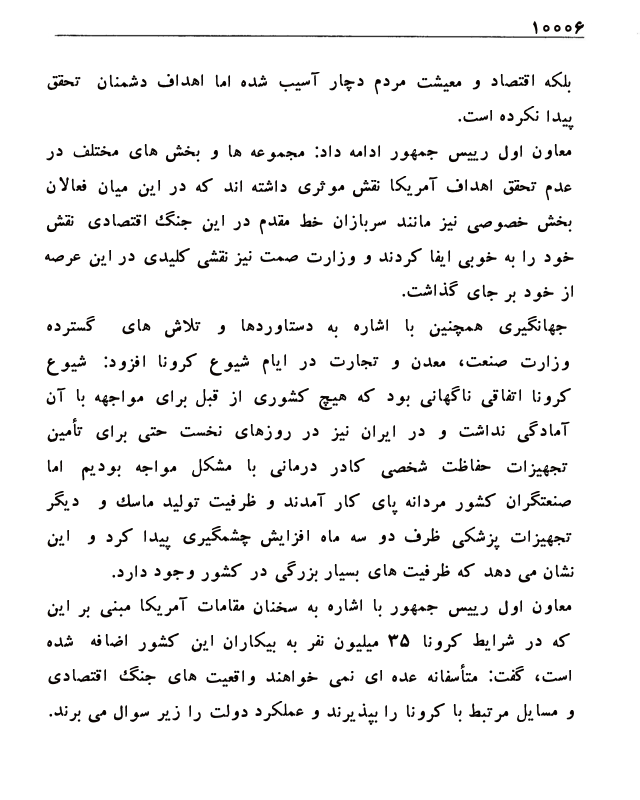 ۱۰۰۰۶
بلکه اقتصاد و معیشت مردم دچار آسیب شده اما اهداف دشمنان تحقق
پیدا نکرده است.
معاون اول رییس جمهور ادامه داد: مجموعه ها و بخش های مختلف در
عدم تحقق اهداف آمریکا نقش موثری داشته اند که در این میان فعالان
بخش خصوصی نیز مانند سربازان خط مقدم در این جنگ اقتصادی نقش
خود را به خوبی ایفا کردند و وزارت صمت نیز نقشی کلیدی در این عرصه
از خود بر جای گذاشت.
جهانگیری همچنین با اشاره به دستاوردها و تلاش های گسترده
وزارت صنعت، معدن و تجارت در ایام شیوع کرونا افزود: شیوع
کرونا اتفاقی ناگهانی بود که هیچ کشوری از قبل برای مواجهه با آن
آمادگی نداشت و در ایران نیز در روزهای نخست حتی برای تأمین
تجهیزات حفاظت شخصی کادر درمانی با مشکل مواجه بودیم اما
صنعتگران کشور مردانه پای کار آمدند و ظرفیت تولید ماسک و دیگر
تجهیزات پزشکی ظرف دو سه ماه افزایش چشمگیری پیدا کرد و این
نشان می دهد که ظرفیت های بسیار بزرگی در کشور وجود دارد.
معاون اول رییس جمهور با اشاره به سخنان مقامات آمریکا مبنی بر این
که در شرایط کرونا ۳۵ میلیون نفر به بیکاران این کشور اضافه شده
است، گفت: متأسفانه عده ای نمی خواهند واقعیت های جنگ اقتصادی
و مسایل مرتبط با کرونا را بپذیرند و عملکرد دولت را زیر سوال می برند.